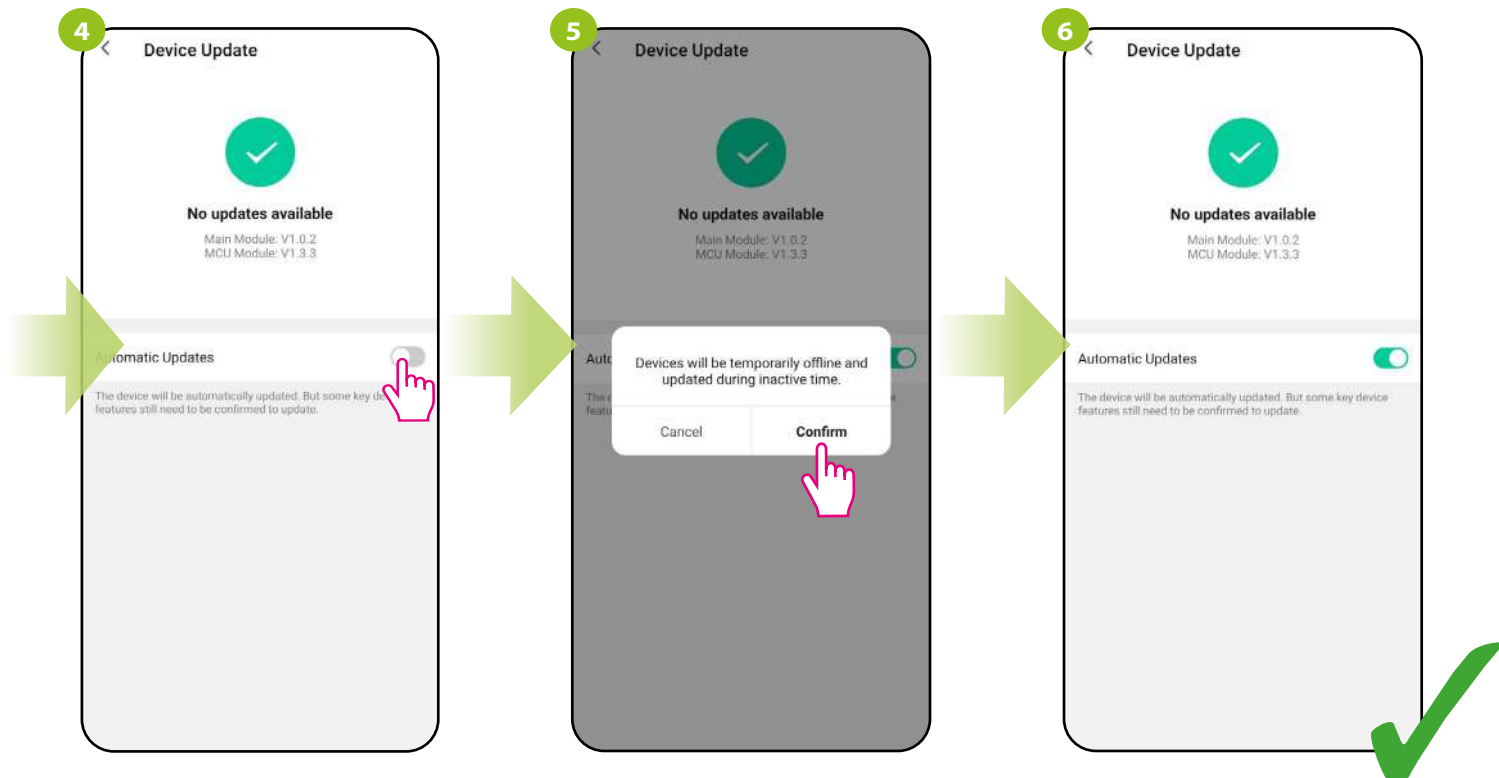 4
Device Update
No updates available
Main Module: V1.0.2
MCU Module: V1.3.3
Automatic Updates
The device will be automatically updated. But some key de
features still need to be confirmed to update.
5
Device Update
No updates available
Main Module: V1.0.2
MCU Module: V1.3.3
Auto
Devices will be temporarily offline and
updated during inactive time.
The
featu
Cancel
Confirm
6
Device Update
No updates available
Main Module: V1.0.2
MCU Module: V1.3.3
Automatic Updates
The device will be automatically updated. But some key device
features still need to be confirmed to update.